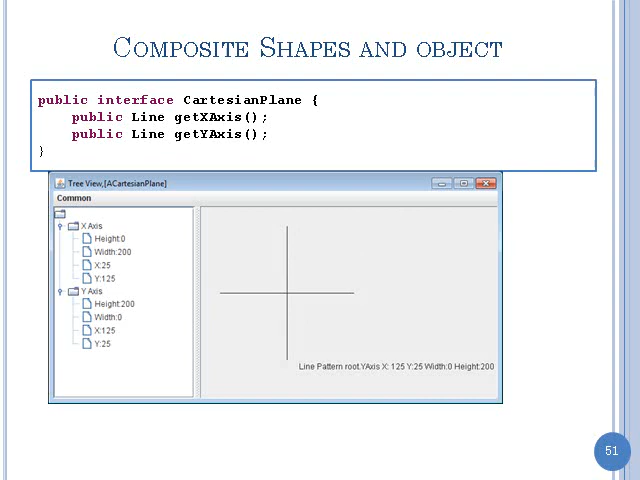 COMPOSITE SHAPES AND OBJECT
public interface CartesianPlane {
public Line getXAxis();
public Line getYAxis();
}
Tree View,[ACartesianPlane]
Common
X Axis
Height:0
Width:200
X:25
Y:125
Y Axis
Height:200
Width:0
X:125
Y:25
Line Pattern root.YAxis X: 125 Y:25 Width:0 Height:200
51